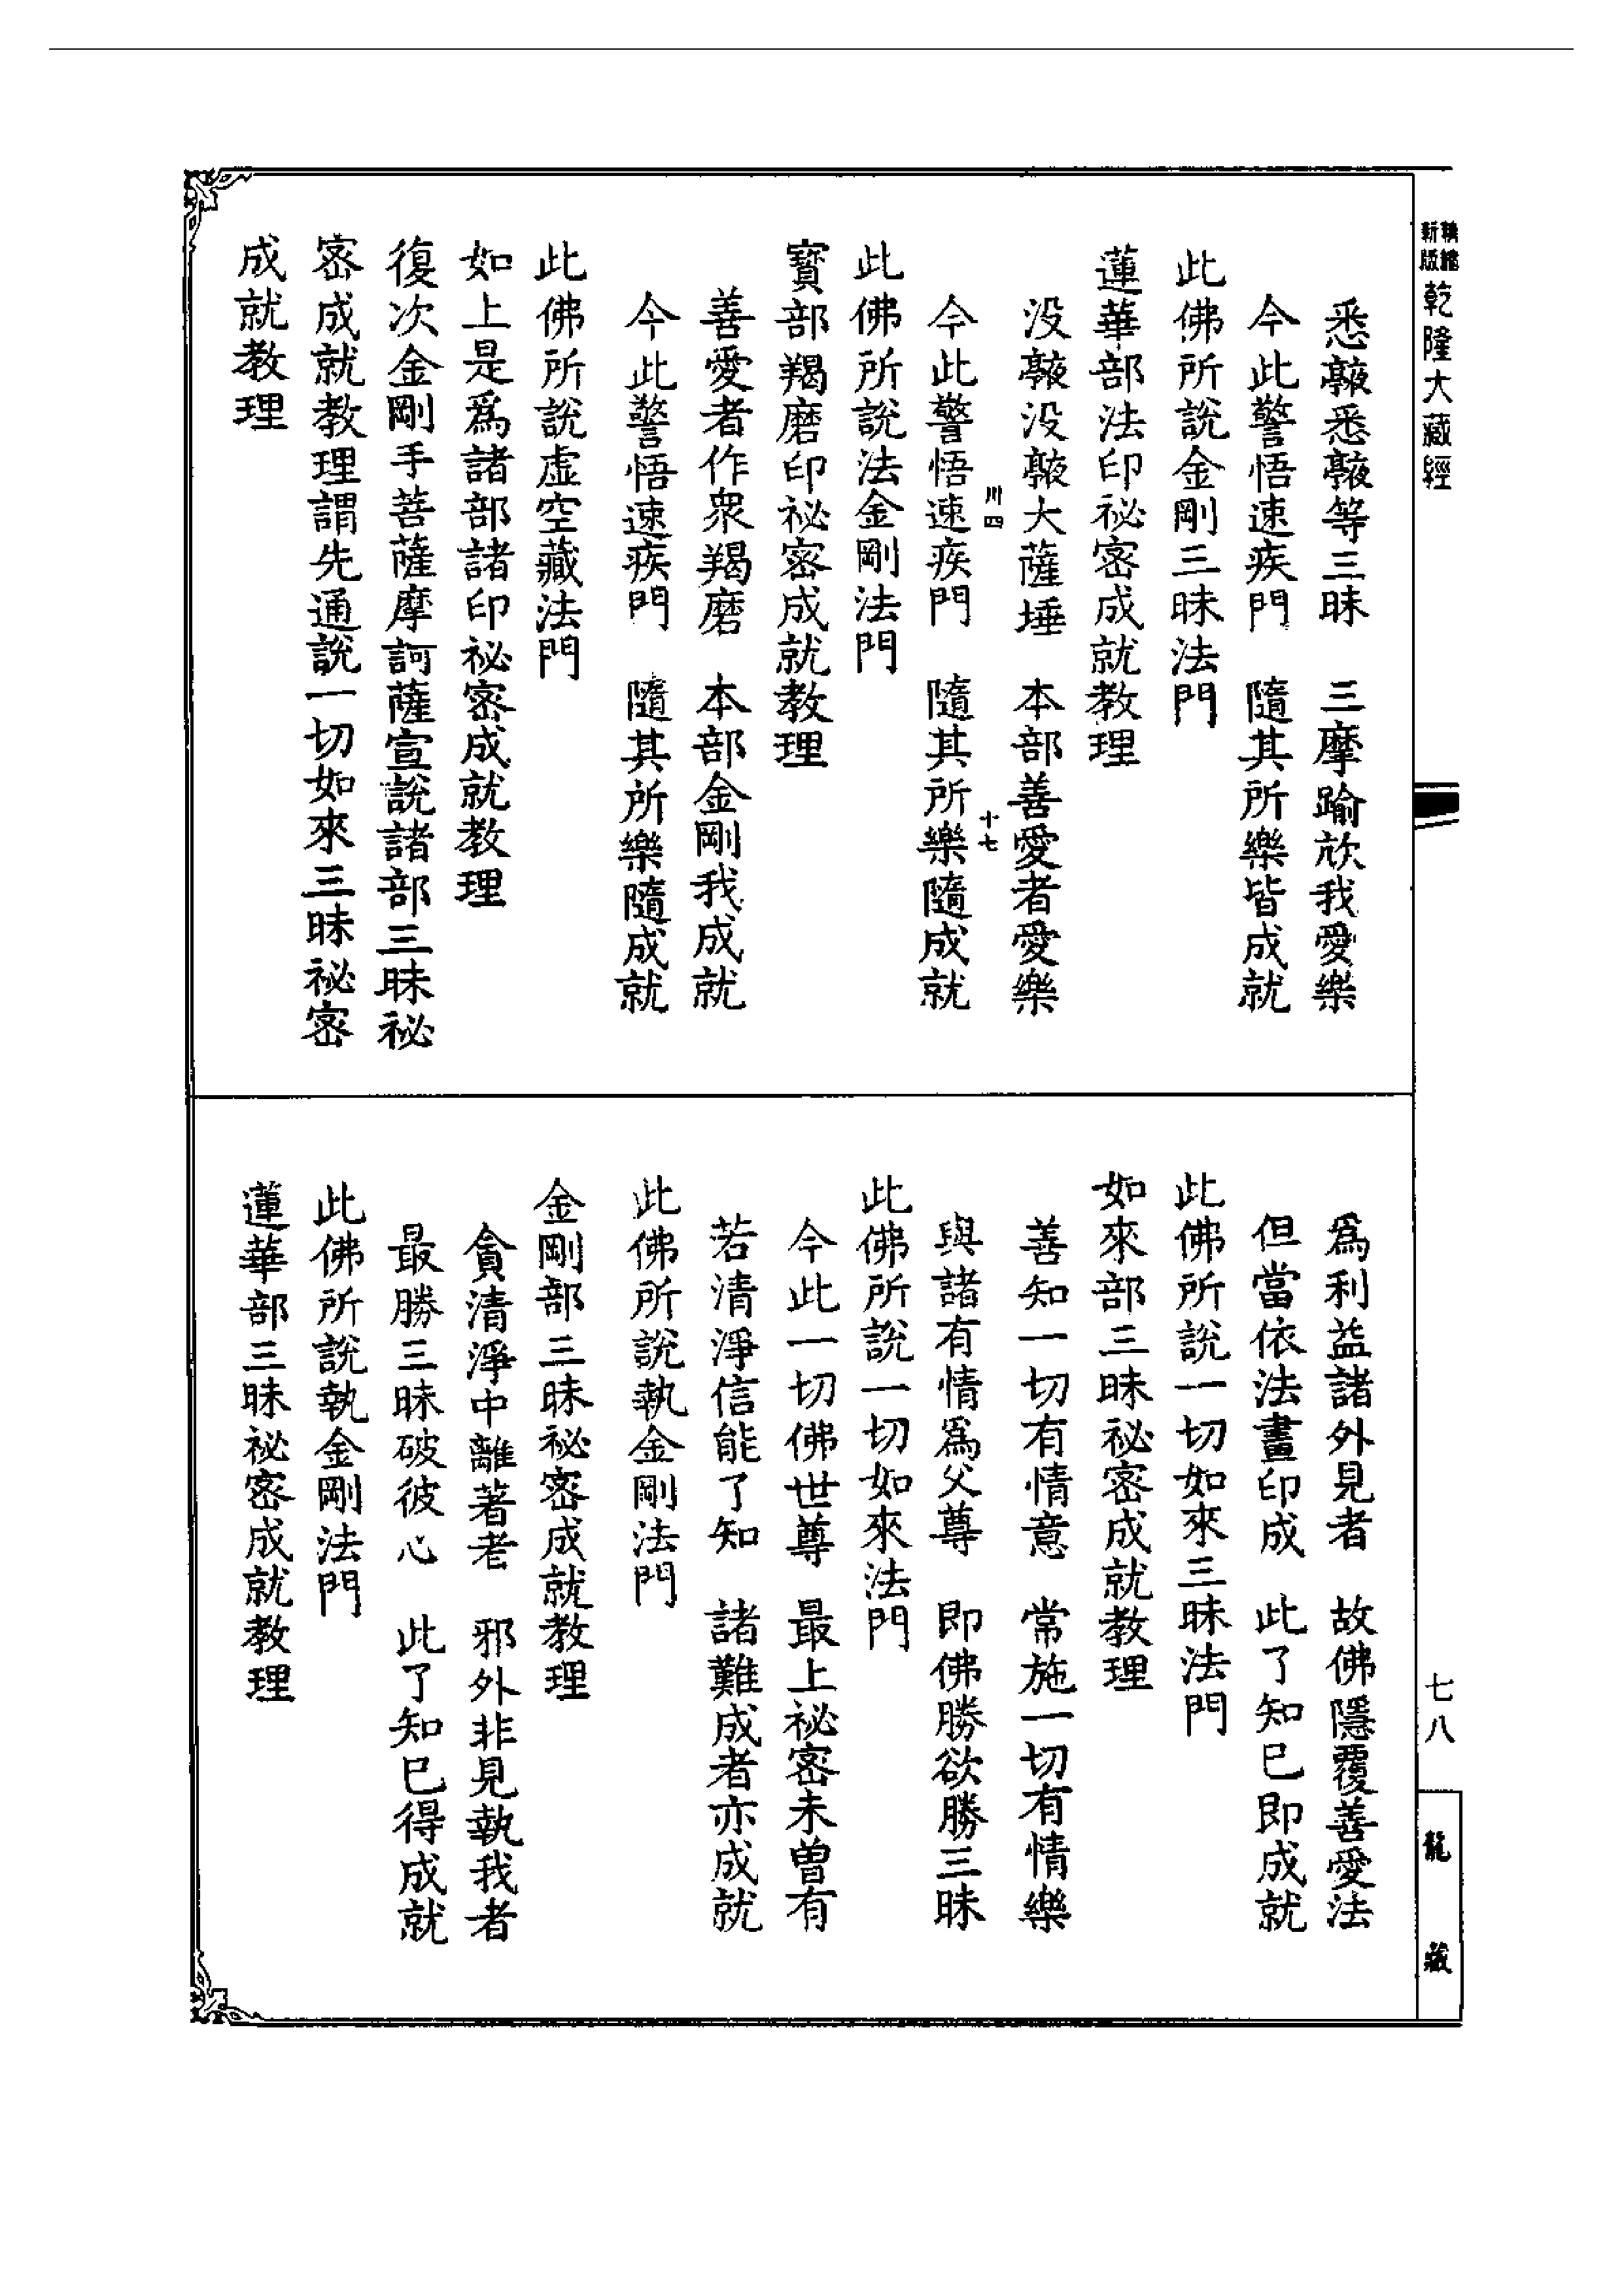 新版
乾隆大藏經
悉㪍悉㪍等三昧　三摩踰㰦我愛樂
今此警悟速疾門　隨其所樂皆成就
此佛所說金剛三昧法門
蓮華部法印祕密成就教理
没㪍没㪍大薩埵　本部善愛者愛樂
川四　十七
今此警悟速疾門　隨其所樂隨成就
此佛所說法金剛法門
寳部羯磨印祕密成就教理
善愛者作衆羯磨　本部金剛我成就
今此警悟速疾門　隨其所樂隨成就
此佛所說虛空藏法門
如上是爲諸部諸印祕密成就教理
復次金剛手菩薩摩訶薩宣說諸部三昧祕
密成就教理謂先通說一切如來三昧祕密
成就教理
爲利益諸外見者　故佛隱覆善愛法
但當依法畫印成　此了知已即成就
此佛所說一切如來三昧法門
如來部三昧祕密成就教理
善知一切有情意　常施一切有情樂
與諸有情爲父尊　即佛勝欲勝三昧
此佛所說一切如來法門
今此一切佛世尊　最上祕密未曾有
若清淨信能了知　諸難成者亦成就
此佛所說執金剛法門
金剛部三昧祕密成就教理
貪清淨中離著老　邪外非見執我者
最勝三昧破彼心　此了知已得成就
此佛所說執金剛法門
蓮華部三昧祕密成就教理
七八
龍藏